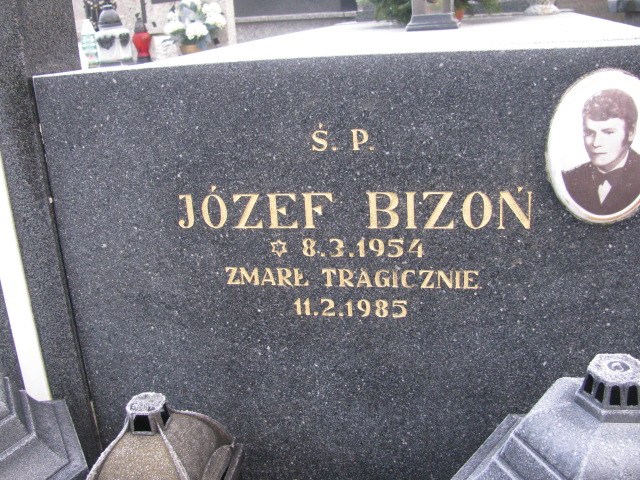 Ś. P.
JÓZEF BIZOŃ
✡ 8.3.1954
ZMARŁ TRAGICZNIE
11.2.1985